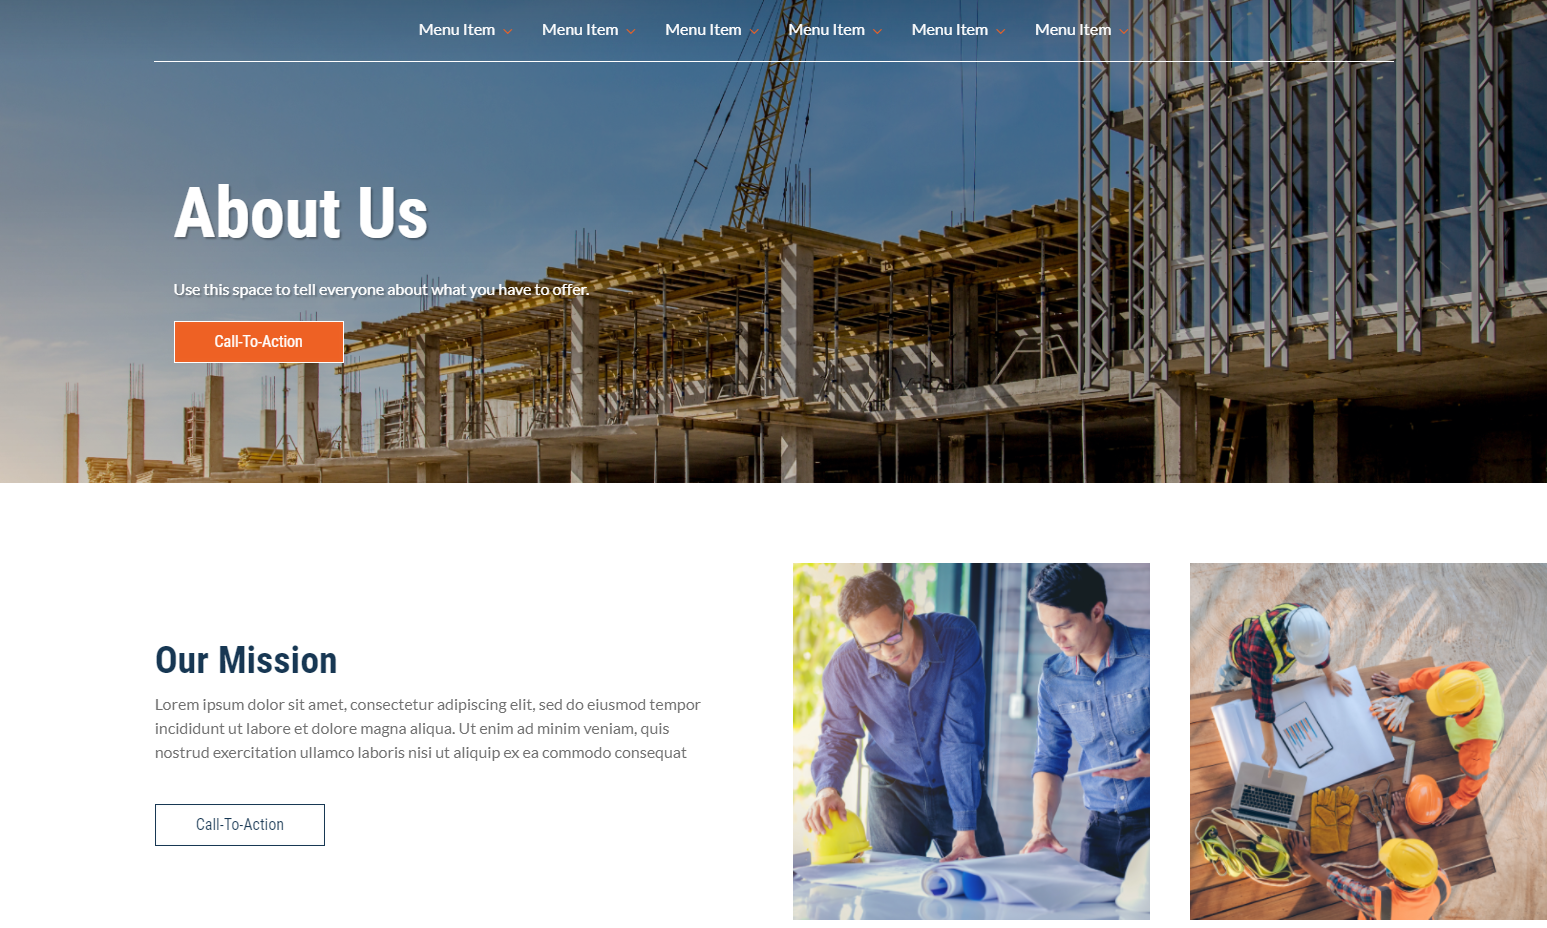 Menu Item Menu Item Menu Item Menu Item Menu Item Menu Item
About Us
Use this space to tell everyone about what you have to offer.
Call-To-Action
Our Mission
Lorem ipsum dolor sit amet, consectetur adipiscing elit, sed do eiusmod tempor
incididunt ut labore et dolore magna aliqua. Ut enim ad minim veniam, quis
nostrud exercitation ullamco laboris nisi ut aliquip ex ea commodo consequat
Call-To-Action